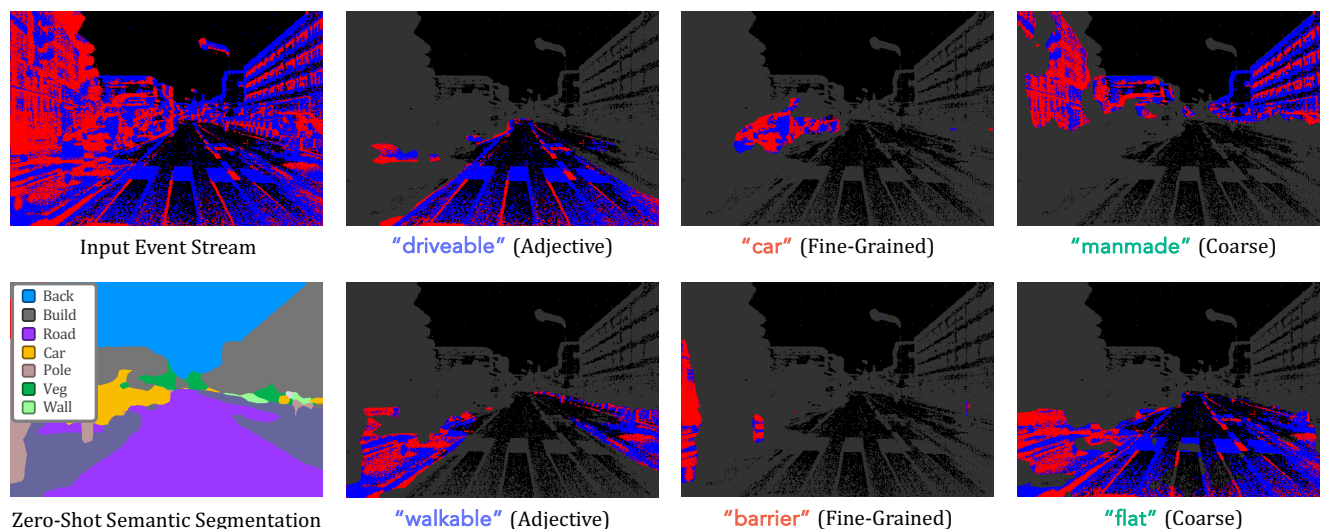 Input Event Stream
“driveable” (Adjective)
“car” (Fine-Grained)
“manmade” (Coarse)
Back
Build
Road
Car
Pole
Veg
Wall
Zero-Shot Semantic Segmentation
“walkable” (Adjective)
“barrier” (Fine-Grained)
“flat” (Coarse)